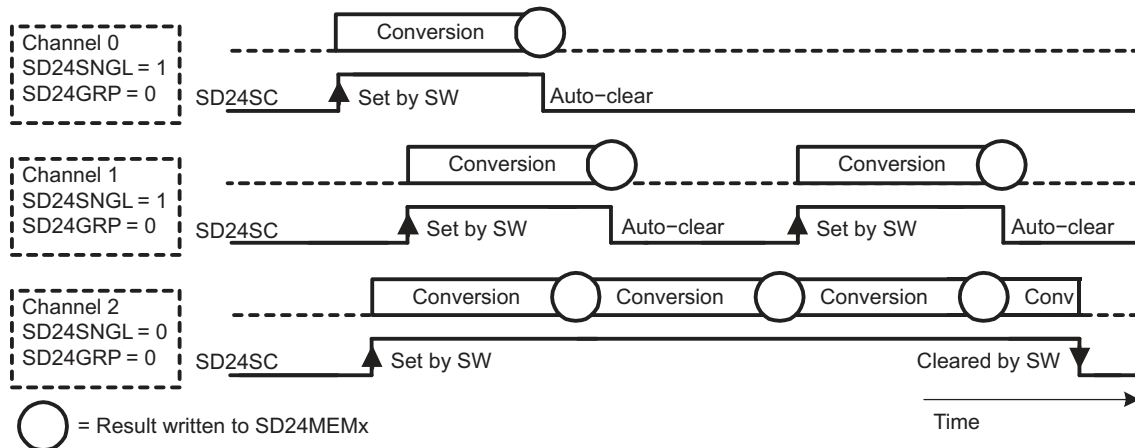 Channel 0
SD24SNGL = 1
SD24GRP = 0
Conversion
SD24SC
Set by SW
Auto−clear
Channel 1
SD24SNGL = 1
SD24GRP = 0
Conversion
Conversion
SD24SC
Set by SW
Auto−clear
Set by SW
Auto−clear
Channel 2
SD24SNGL = 0
SD24GRP = 0
Conversion
Conversion
Conversion
Conv
SD24SC
Set by SW
Cleared by SW
= Result written to SD24MEMx
Time